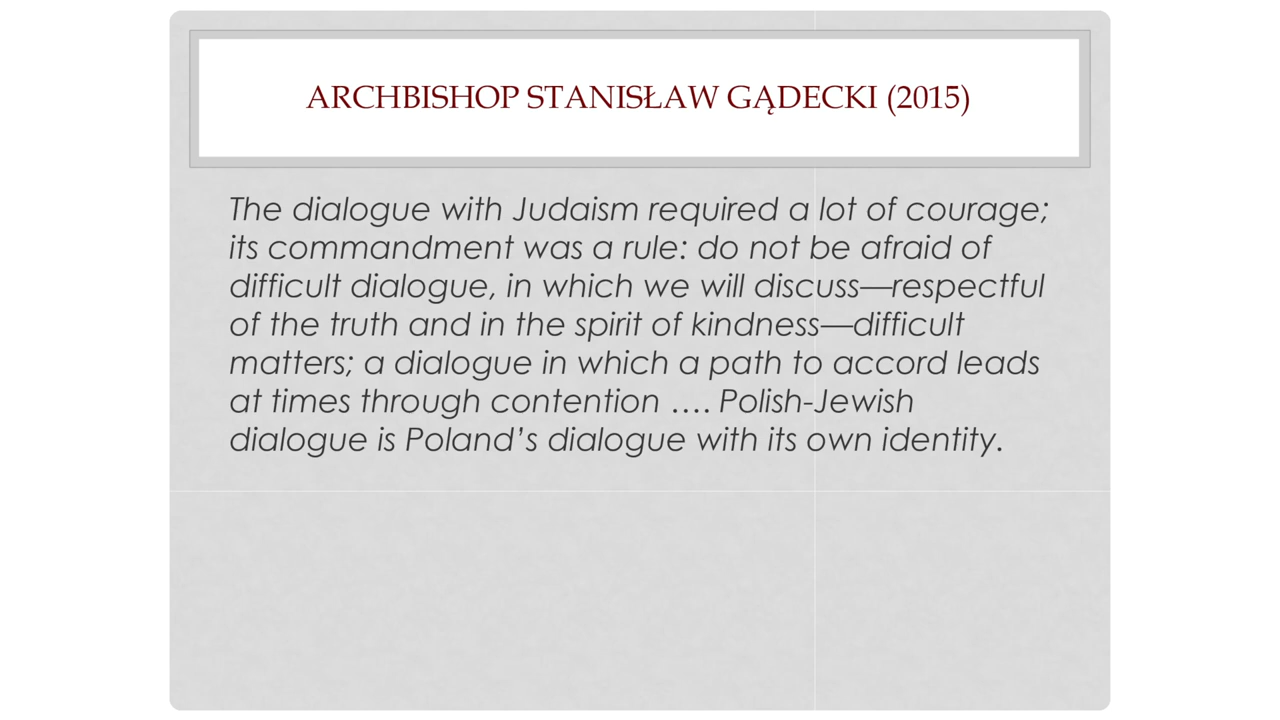 ARCHBISHOP STANISŁAW GĄDECKI (2015)
The dialogue with Judaism required a lot of courage;
its commandment was a rule: do not be afraid of
difficult dialogue, in which we will discuss—respectful
of the truth and in the spirit of kindness—difficult
matters; a dialogue in which a path to accord leads
at times through contention …. Polish-Jewish
dialogue is Poland’s dialogue with its own identity.